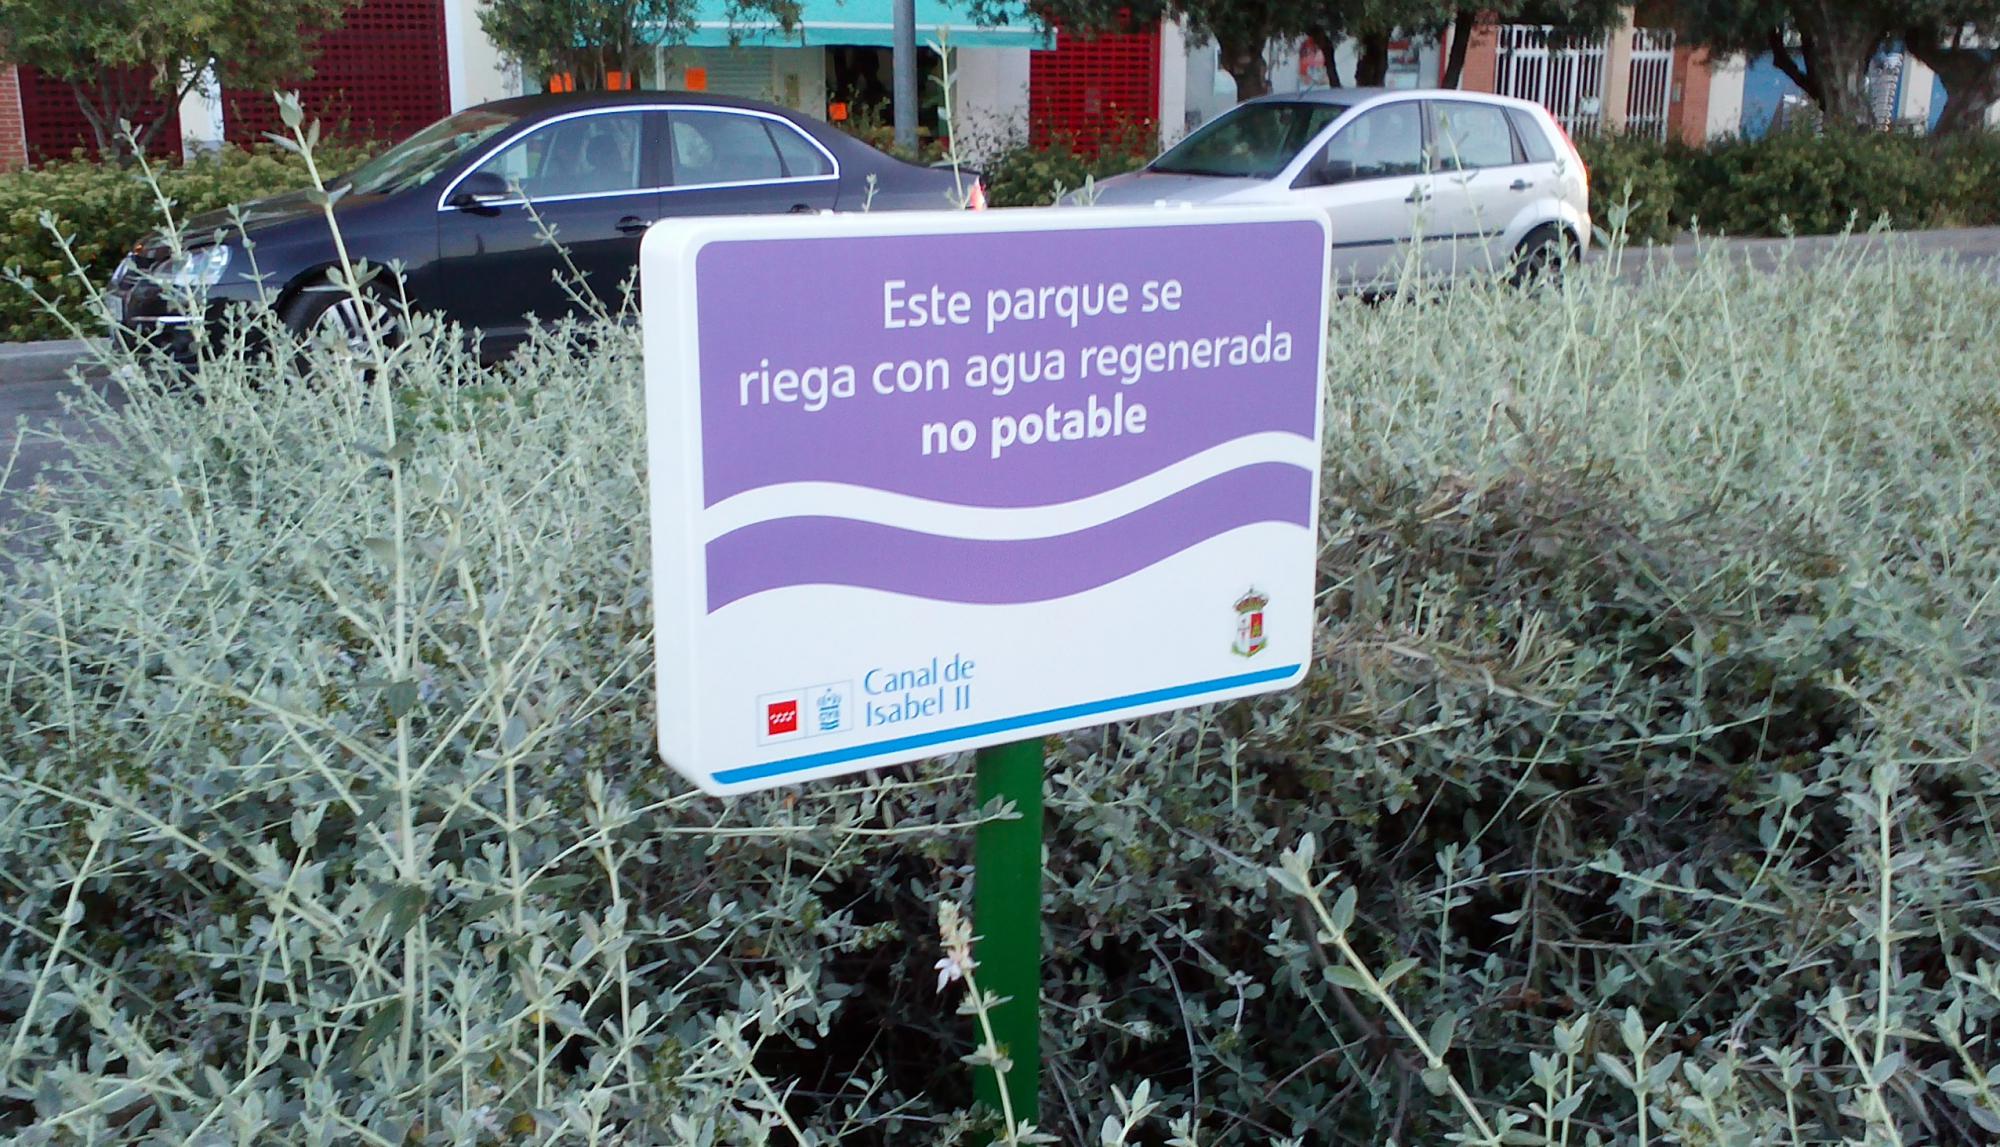 Este parque se
riega con agua regenerada
no potable
Canal de
Isabel II